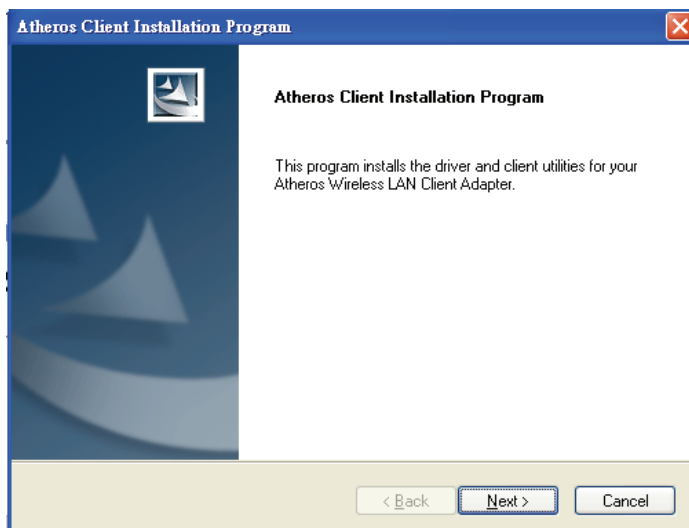 Atheros Client Installation Program
Atheros Client Installation Program
This program installs the driver and client utilities for your
Atheros Wireless LAN Client Adapter.
< Back Next > Cancel